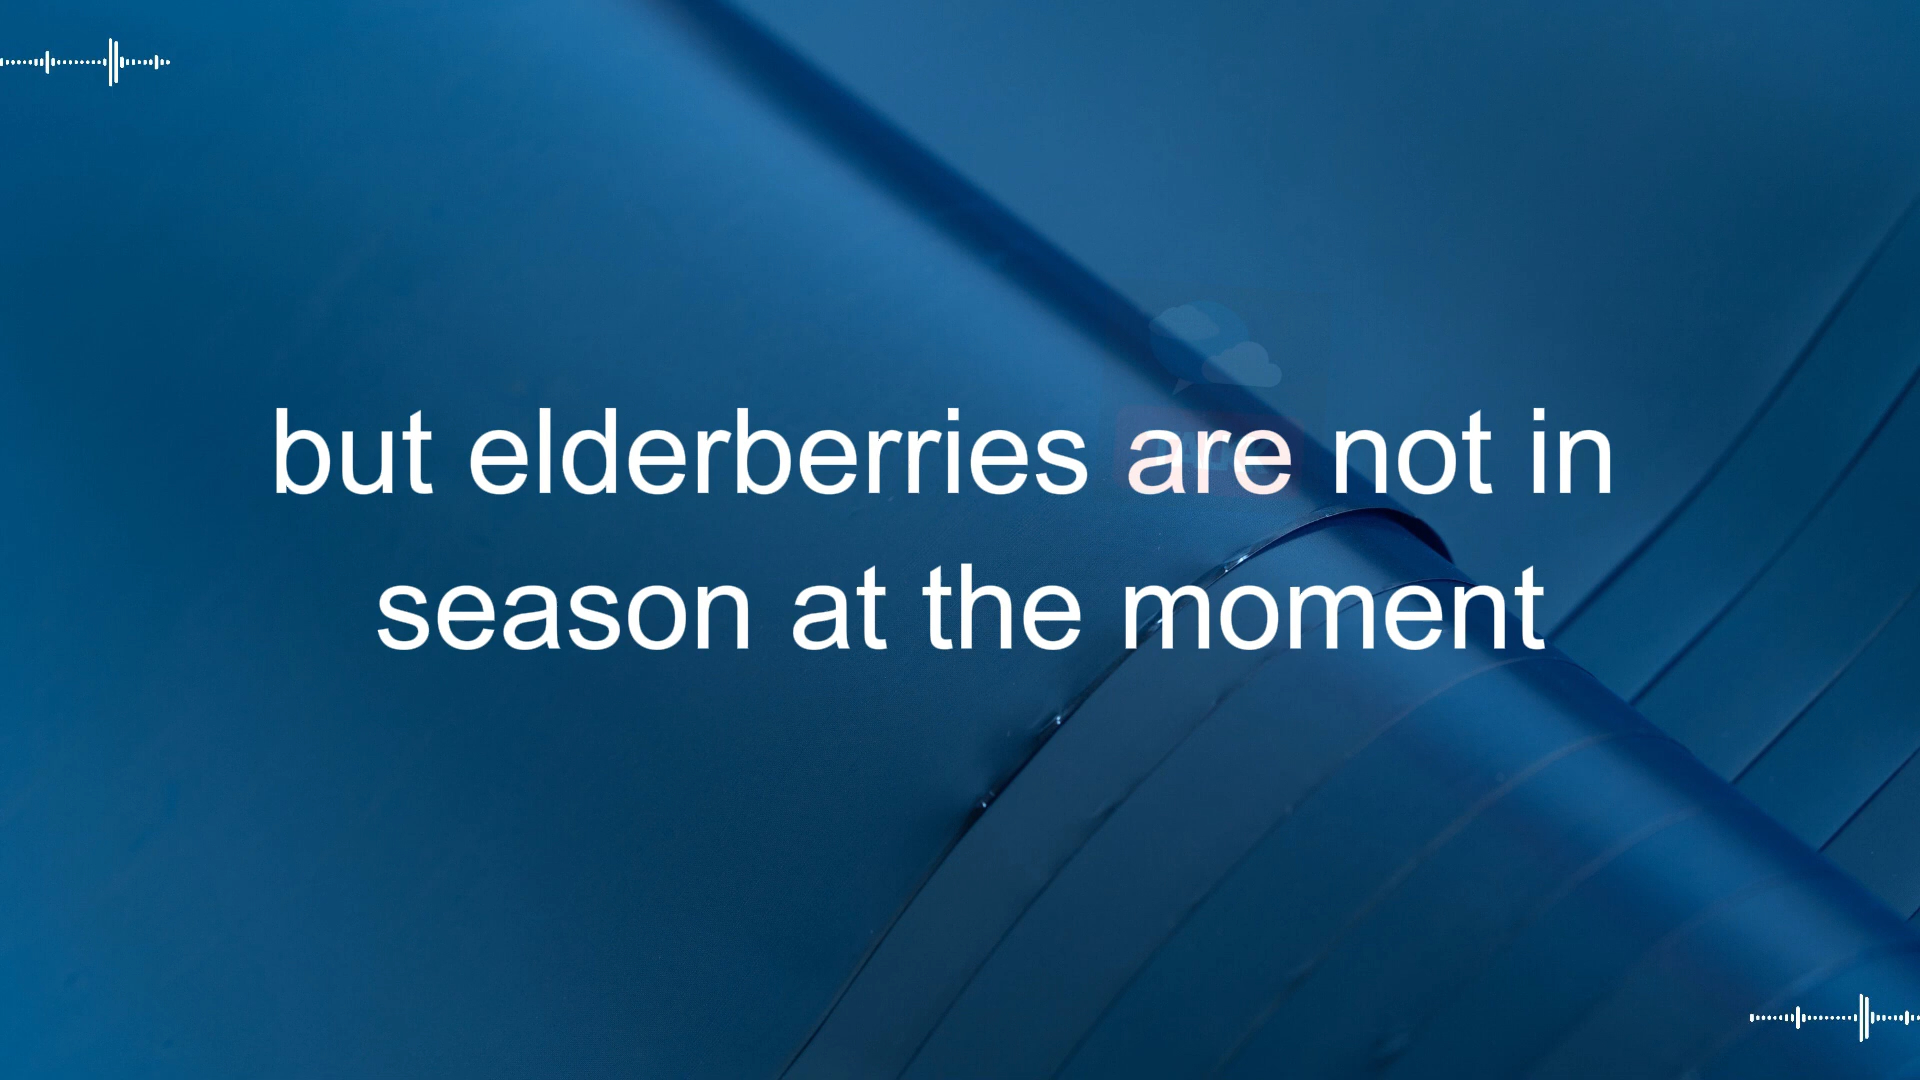 but elderberries are not in
season at the moment